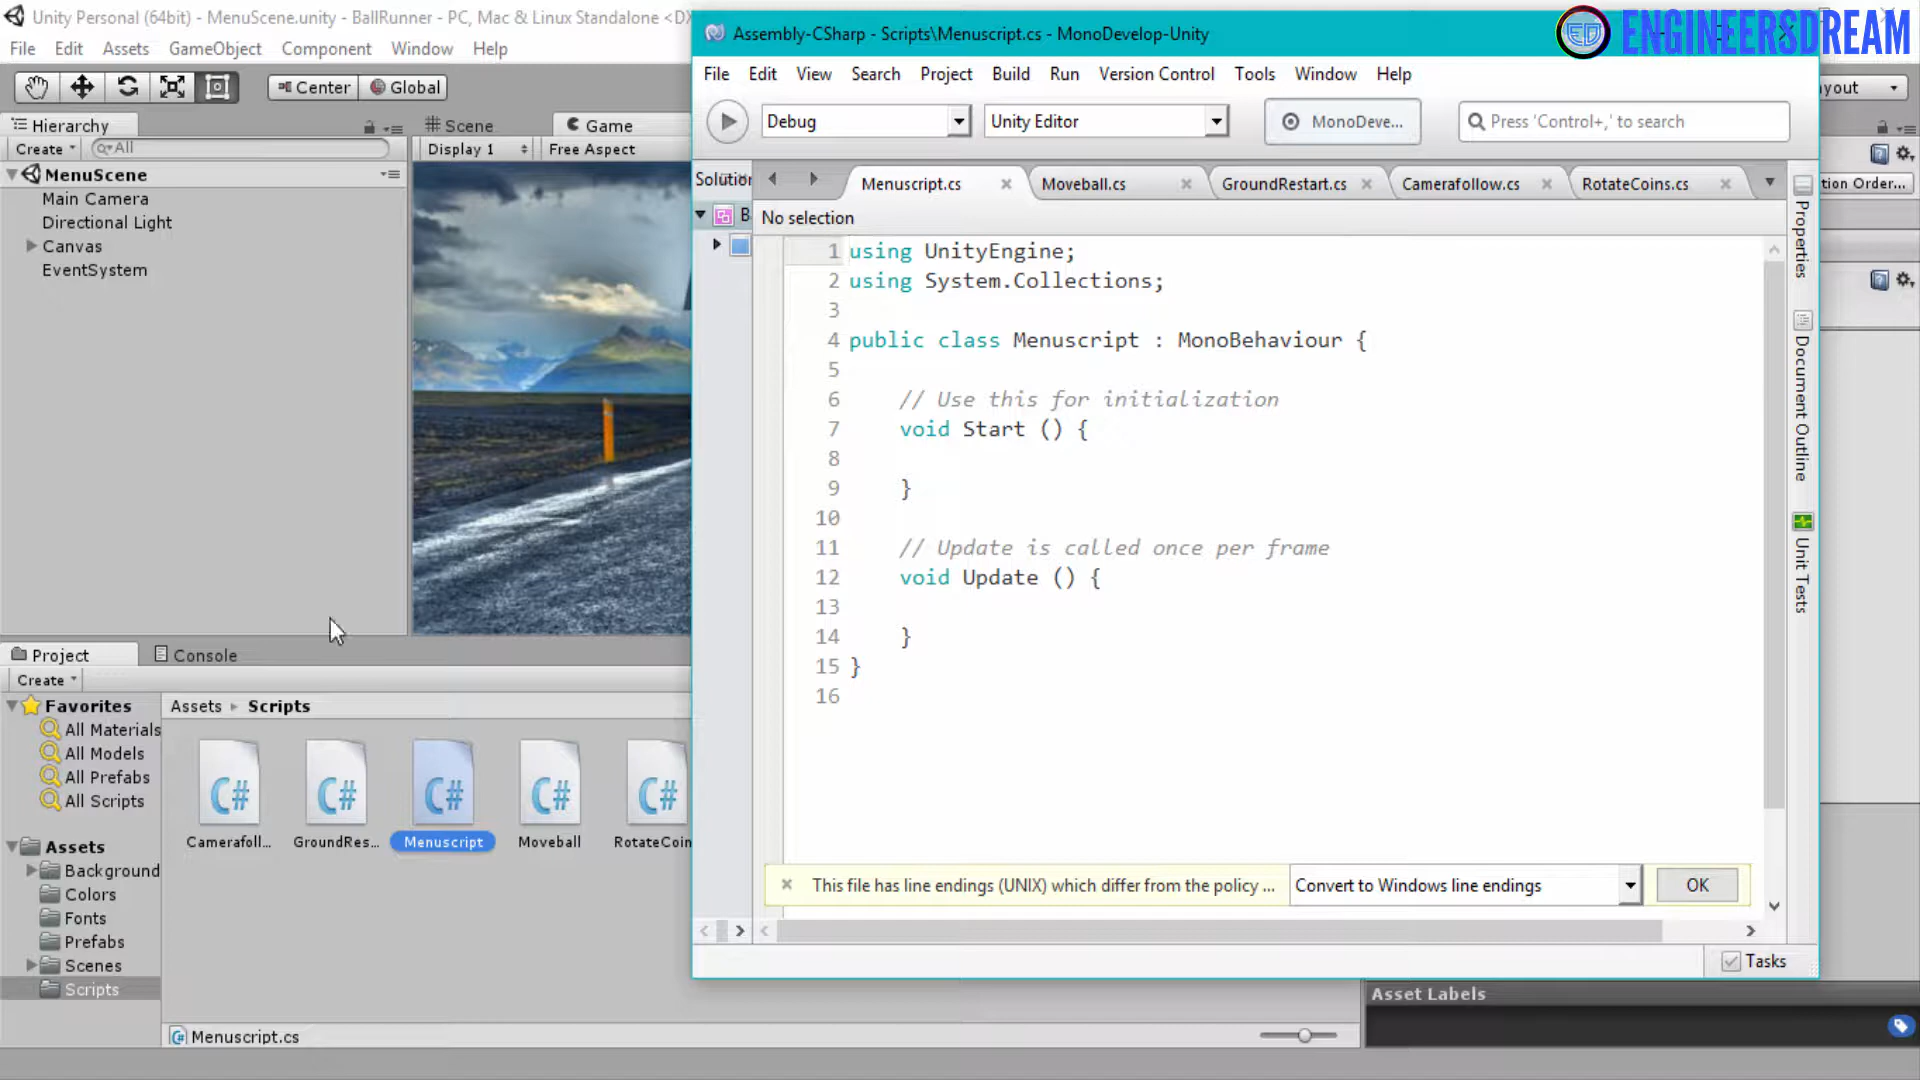 Unity Personal (64bit) - MenuScene.unity - BallRunner - PC, Mac & Linux Standalone <D
File Edit Assets GameObject Component Window Help
Center Global
yout
Hierarchy
Create All
MenuScene
Main Camera
Directional Light
Canvas
EventSystem
Scene Game
Display 1 Free Aspect
Assembly-CSharp - Scripts\Menuscript.cs - MonoDevelop-Unity
ENGINEERSDREAM
File Edit View Search Project Build Run Version Control Tools Window Help
Debug Unity Editor MonoDeve... Press 'Control+,' to search
Solution
Menuscript.cs Moveball.cs GroundRestart.cs Camerafollow.cs RotateCoins.cs
B No selection
tion Order...
1 using UnityEngine;
2 using System.Collections;
3
4 public class Menuscript : MonoBehaviour {
5
6 // Use this for initialization
7 void Start () {
8
9 }
10
11 // Update is called once per frame
12 void Update () {
13
14 }
15 }
16
Properties
Document Outline
Unit Tests
This file has line endings (UNIX) which differ from the policy ... Convert to Windows line endings OK
Tasks
Project Console
Create
Favorites
All Materials
All Models
All Prefabs
All Scripts
Assets
Background
Colors
Fonts
Prefabs
Scenes
Scripts
Assets Scripts
C# C# C# C# C#
Camerafoll... GroundRes... Menuscript Moveball RotateCoin
Menuscript.cs
Asset Labels